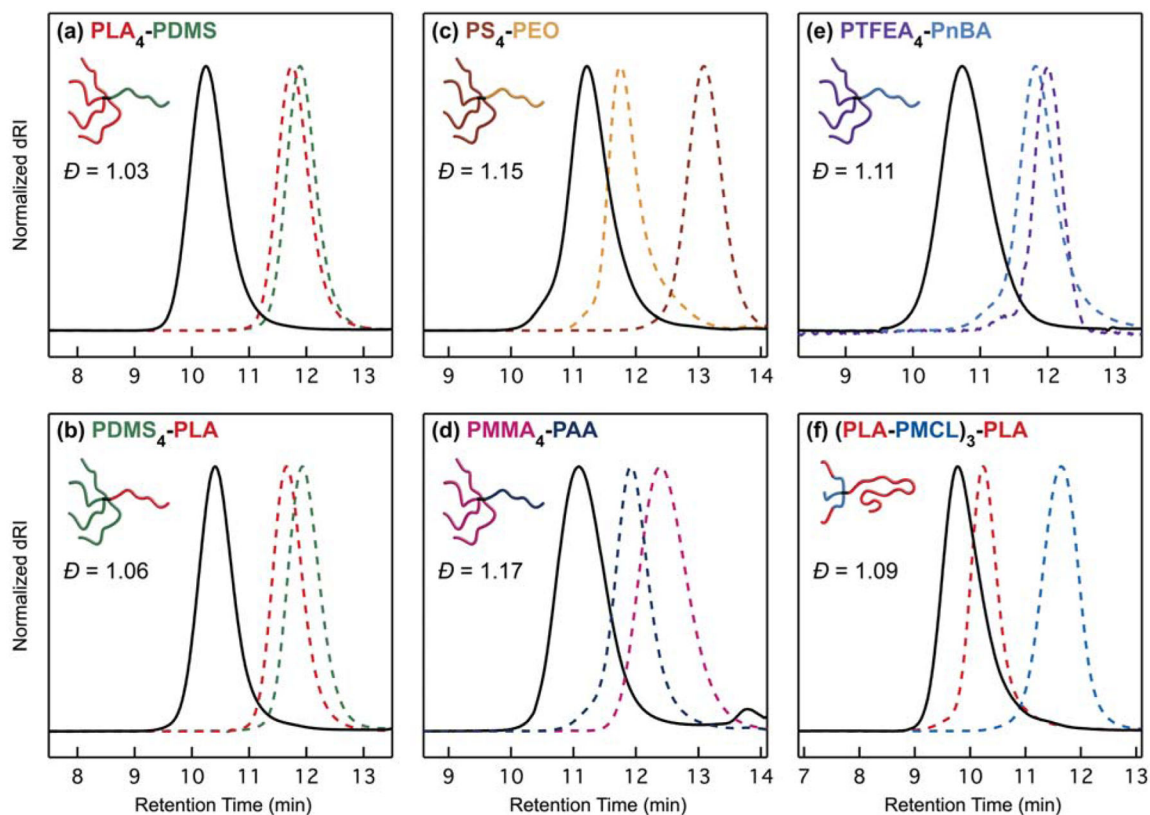 (a) PLA4-PDMS
Đ = 1.03
Normalized dRI
8 9 10 11 12 13
(c) PS4-PEO
Đ = 1.15
9 10 11 12 13 14
(e) PTFEA4-PnBA
Đ = 1.11
9 10 11 12 13
(b) PDMS4-PLA
Đ = 1.06
Normalized dRI
8 9 10 11 12 13
Retention Time (min)
(d) PMMA4-PAA
Đ = 1.17
9 10 11 12 13 14
Retention Time (min)
(f) (PLA-PMCL)3-PLA
Đ = 1.09
7 8 9 10 11 12 13
Retention Time (min)